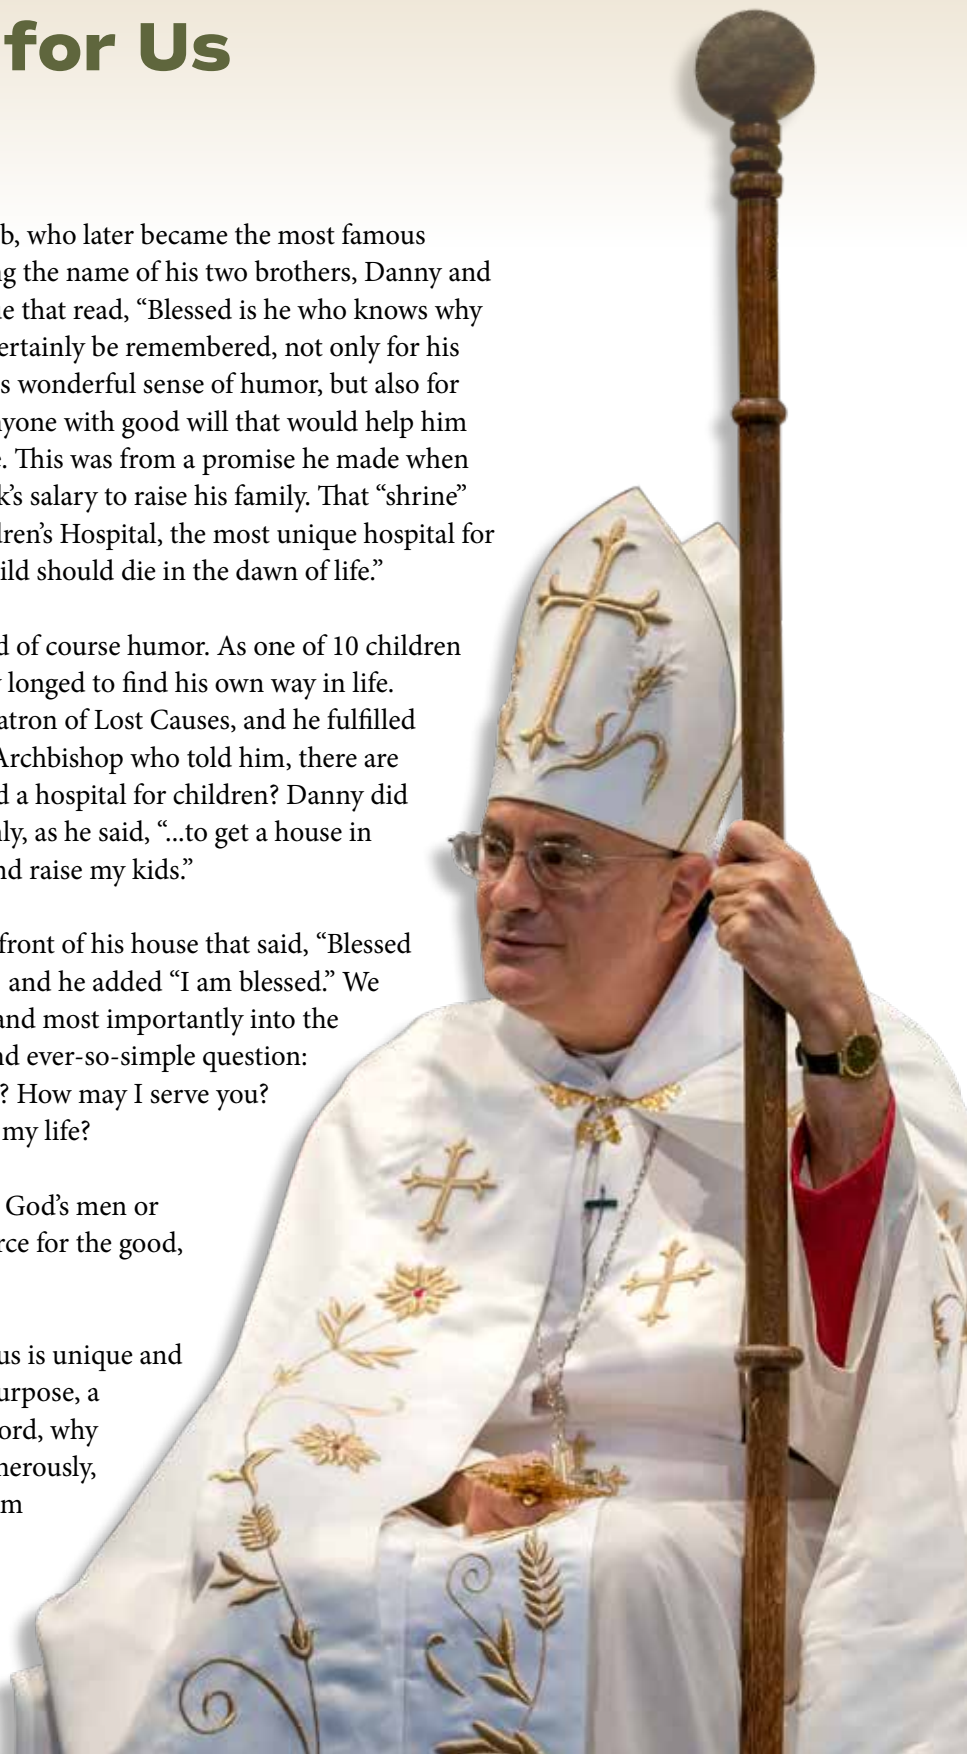 for Us
b, who later became the most famous
g the name of his two brothers, Danny and
e that read, “Blessed is he who knows why
ertainly be remembered, not only for his
s wonderful sense of humor, but also for
nyone with good will that would help him
. This was from a promise he made when
k’s salary to raise his family. That “shrine”
dren’s Hospital, the most unique hospital for
ild should die in the dawn of life.”
d of course humor. As one of 10 children
longed to find his own way in life.
atron of Lost Causes, and he fulfilled
Archbishop who told him, there are
d a hospital for children? Danny did
nly, as he said, “...to get a house in
nd raise my kids.”
front of his house that said, “Blessed
and he added “I am blessed.” We
and most importantly into the
nd ever-so-simple question:
? How may I serve you?
my life?
God’s men or
rce for the good,
us is unique and
urpose, a
ord, why
nerously,
m